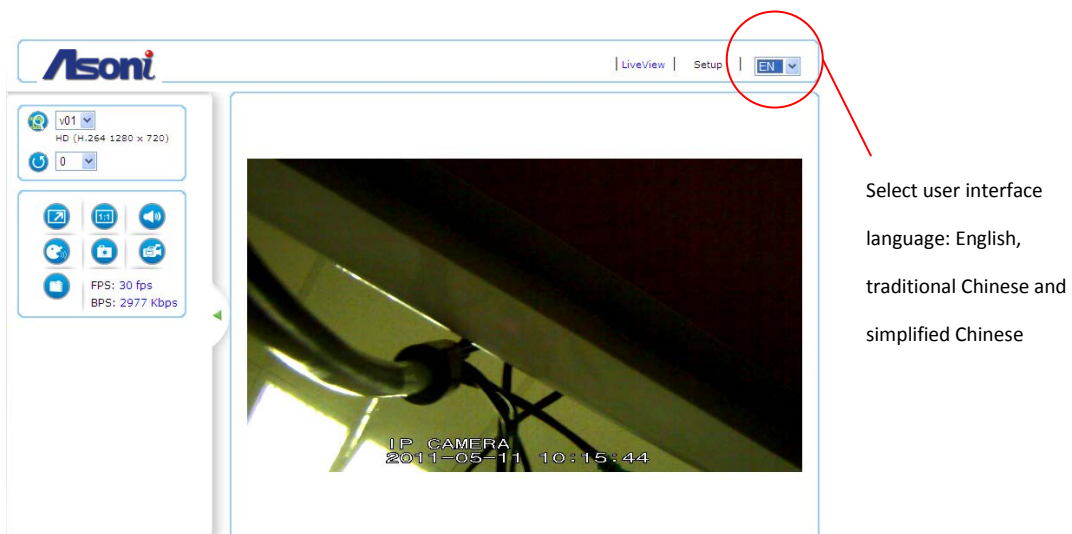 Asoni
| LiveView | Setup | EN
v01
HD (H.264 1280 x 720)
0
1:1
FPS: 30 fps
BPS: 2977 Kbps
Select user interface
language: English,
traditional Chinese and
simplified Chinese
IP CAMERA
2011-05-11 10:15:44